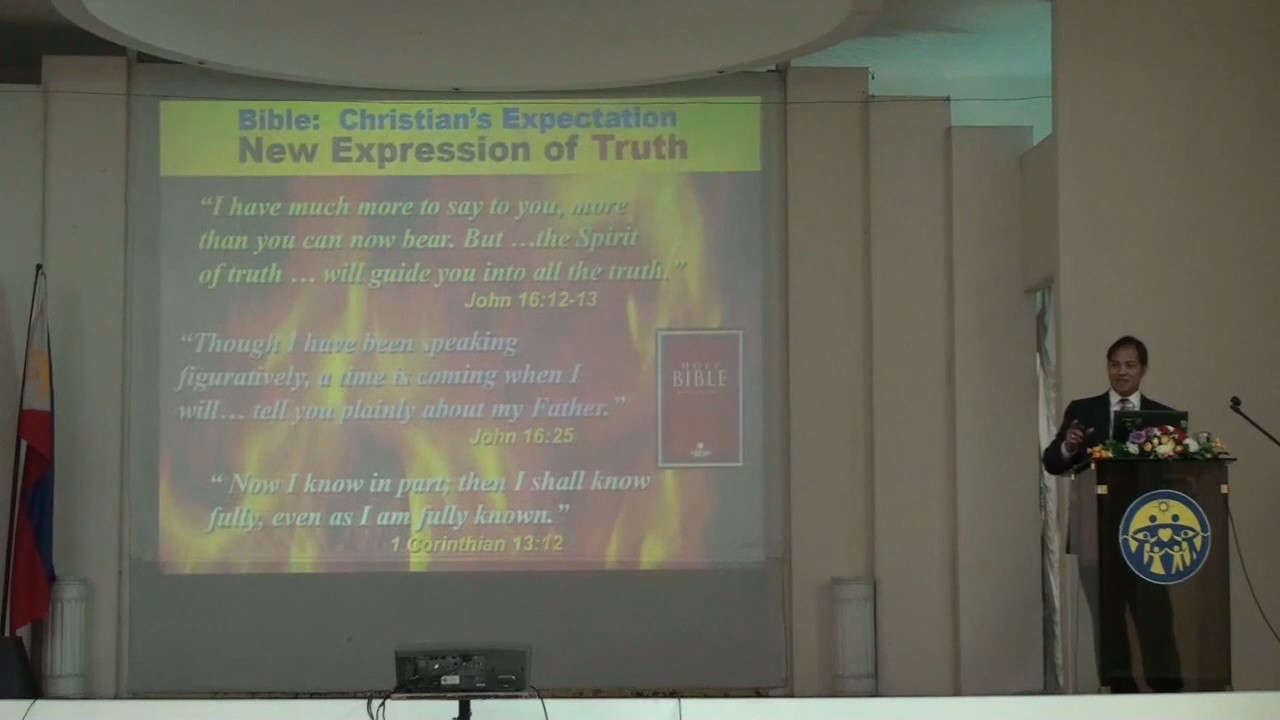 Bible: Christian's Expectation
New Expression of Truth
“I have much more to say to you, more
than you can now bear. But …the Spirit
of truth … will guide you into all the truth.”
John 16:12-13
“Though I have been speaking
figuratively, a time is coming when I
will… tell you plainly about my Father.”
John 16:25
HOLY
BIBLE
“ Now I know in part; then I shall know
fully, even as I am fully known.”
1 Corinthian 13:12